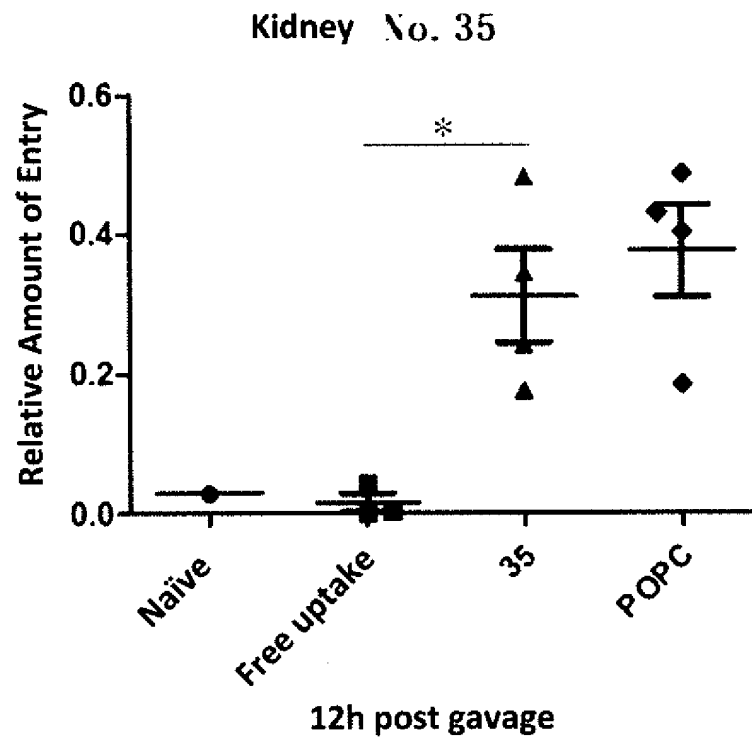 Kidney No. 35
Relative Amount of Entry
0.6
*
0.4
0.2
0.0
Naïve
Free uptake
35
POPC
12h post gavage